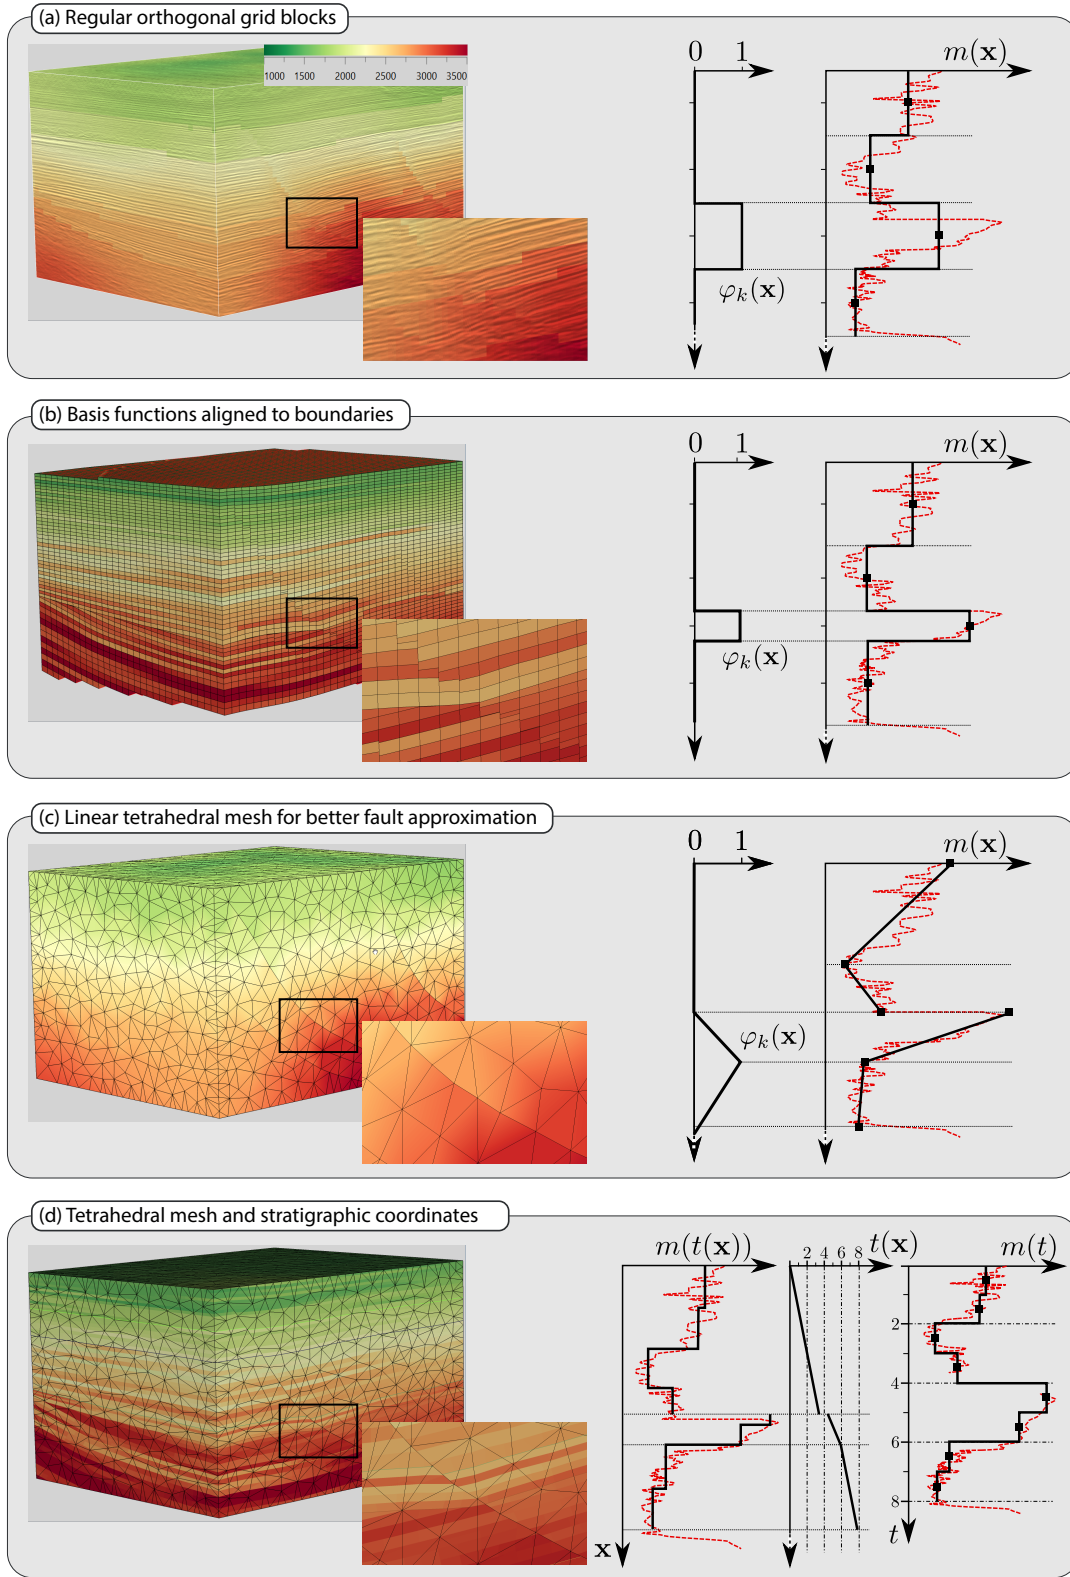 (a) Regular orthogonal grid blocks
1000 1500 2000 2500 3000 3500
0 1
m(x)
φₖ(x)
(b) Basis functions aligned to boundaries
0 1
m(x)
φₖ(x)
(c) Linear tetrahedral mesh for better fault approximation
0 1
m(x)
φₖ(x)
(d) Tetrahedral mesh and stratigraphic coordinates
m(t(x))
t(x)
m(t)
2 4 6 8
2
4
6
8
x
t